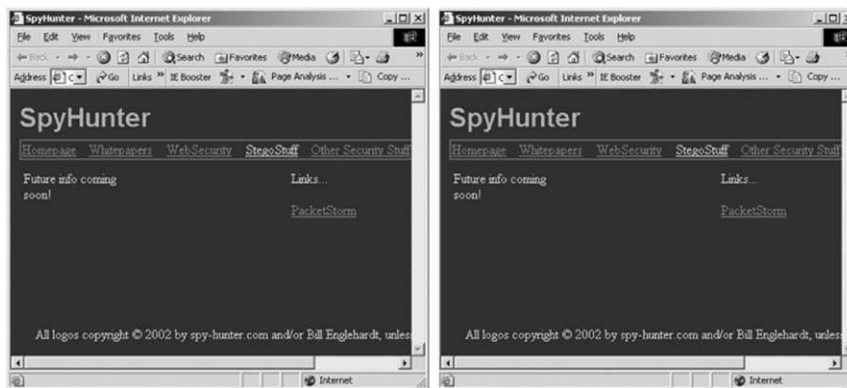 SpyHunter - Microsoft Internet Explorer
File Edit View Favorites Tools Help
Back Search Favorites Media »
Address C Go Links » IE Booster Page Analysis ... Copy ...
SpyHunter
Homepage Whitepapers WebSecurity StegoStuff Other Security Stuff
Future info coming Links...
soon!
PacketStorm
All logos copyright © 2002 by spy-hunter.com and/or Bill Englehardt, unles
Internet
SpyHunter - Microsoft Internet Explorer
File Edit View Favorites Tools Help
Back Search Favorites Media »
Address C Go Links » IE Booster Page Analysis ... Copy ...
SpyHunter
Homepage Whitepapers WebSecurity StegoStuff Other Security Stuff
Future info coming Links...
soon!
PacketStorm
All logos copyright © 2002 by spy-hunter.com and/or Bill Englehardt, unles
Internet